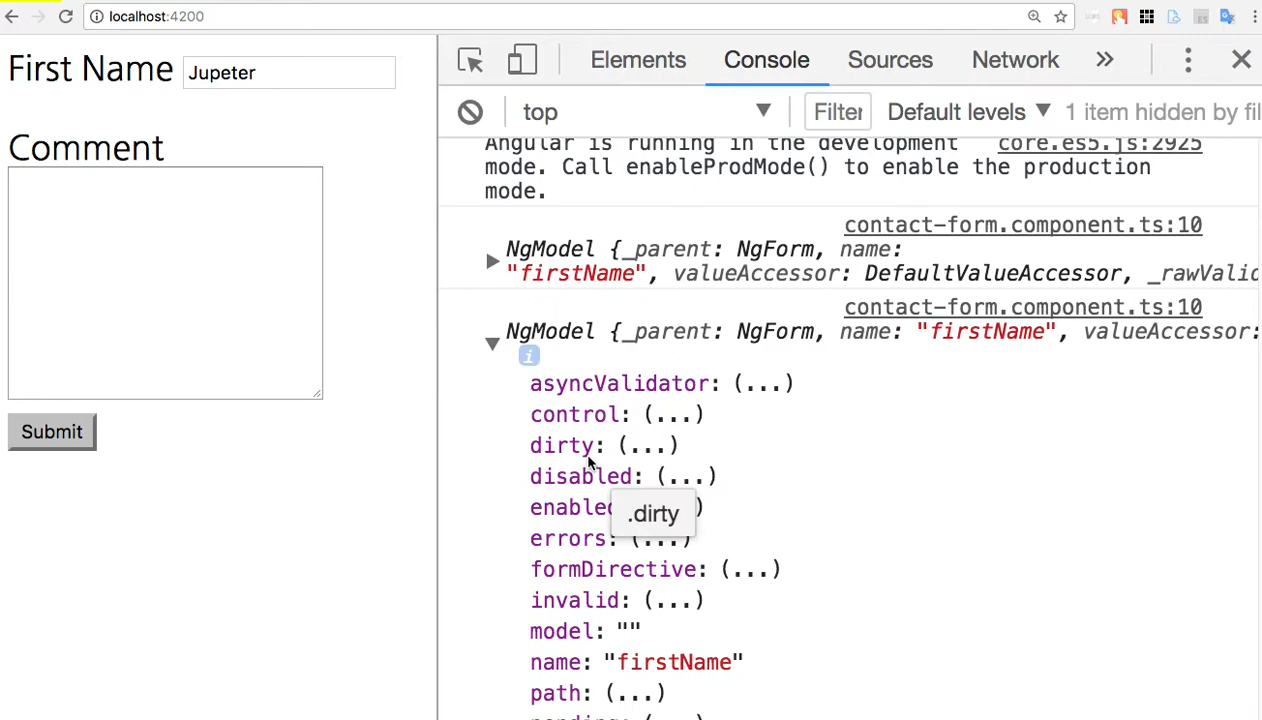 localhost:4200
First Name Jupeter
Comment
Submit
Elements Console Sources Network
top Filter Default levels 1 item hidden by fil
Angular is running in the development core.es5.js:2925
mode. Call enableProdMode() to enable the production
mode.
contact-form.component.ts:10
NgModel {_parent: NgForm, name:
"firstName", valueAccessor: DefaultValueAccessor, _rawValid
contact-form.component.ts:10
NgModel {_parent: NgForm, name: "firstName", valueAccessor:
i
asyncValidator: (...)
control: (...)
dirty: (...)
disabled: (...)
enabled )
.dirty
errors: (...)
formDirective: (...)
invalid: (...)
model: ""
name: "firstName"
path: (...)